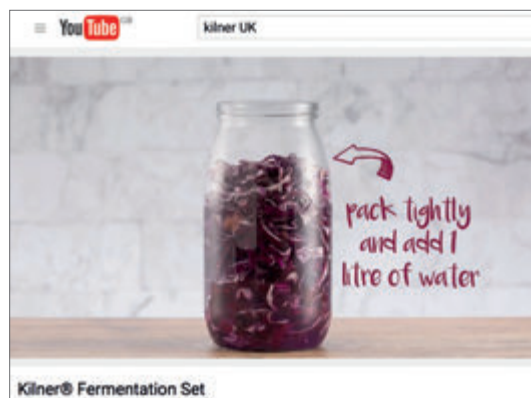 YouTube
kilner UK
pack tightly
and add 1
litre of water
Kilner® Fermentation Set